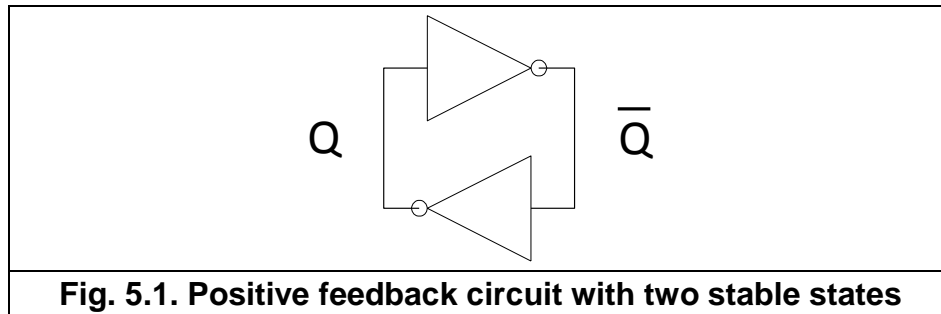 Q
Q̅
Fig. 5.1. Positive feedback circuit with two stable states